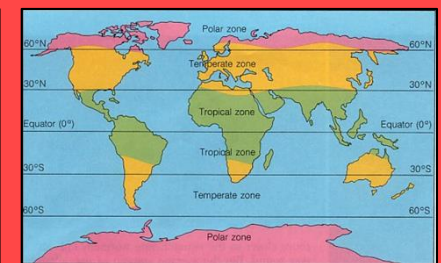 Polar zone
60°N 60°N
Temperate zone
30°N 30°N
Tropical zone
Equator (0°) Equator (0°)
Tropical zone
30°S 30°S
Temperate zone
60°S 60°S
Polar zone